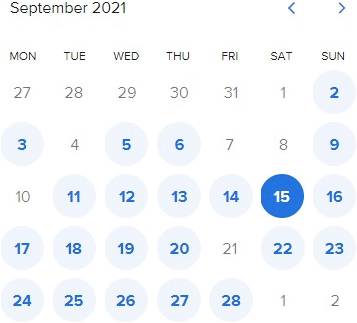 September 2021
MON TUE WED THU FRI SAT SUN
27 28 29 30 31 1 2
3 4 5 6 7 8 9
10 11 12 13 14 15 16
17 18 19 20 21 22 23
24 25 26 27 28 1 2